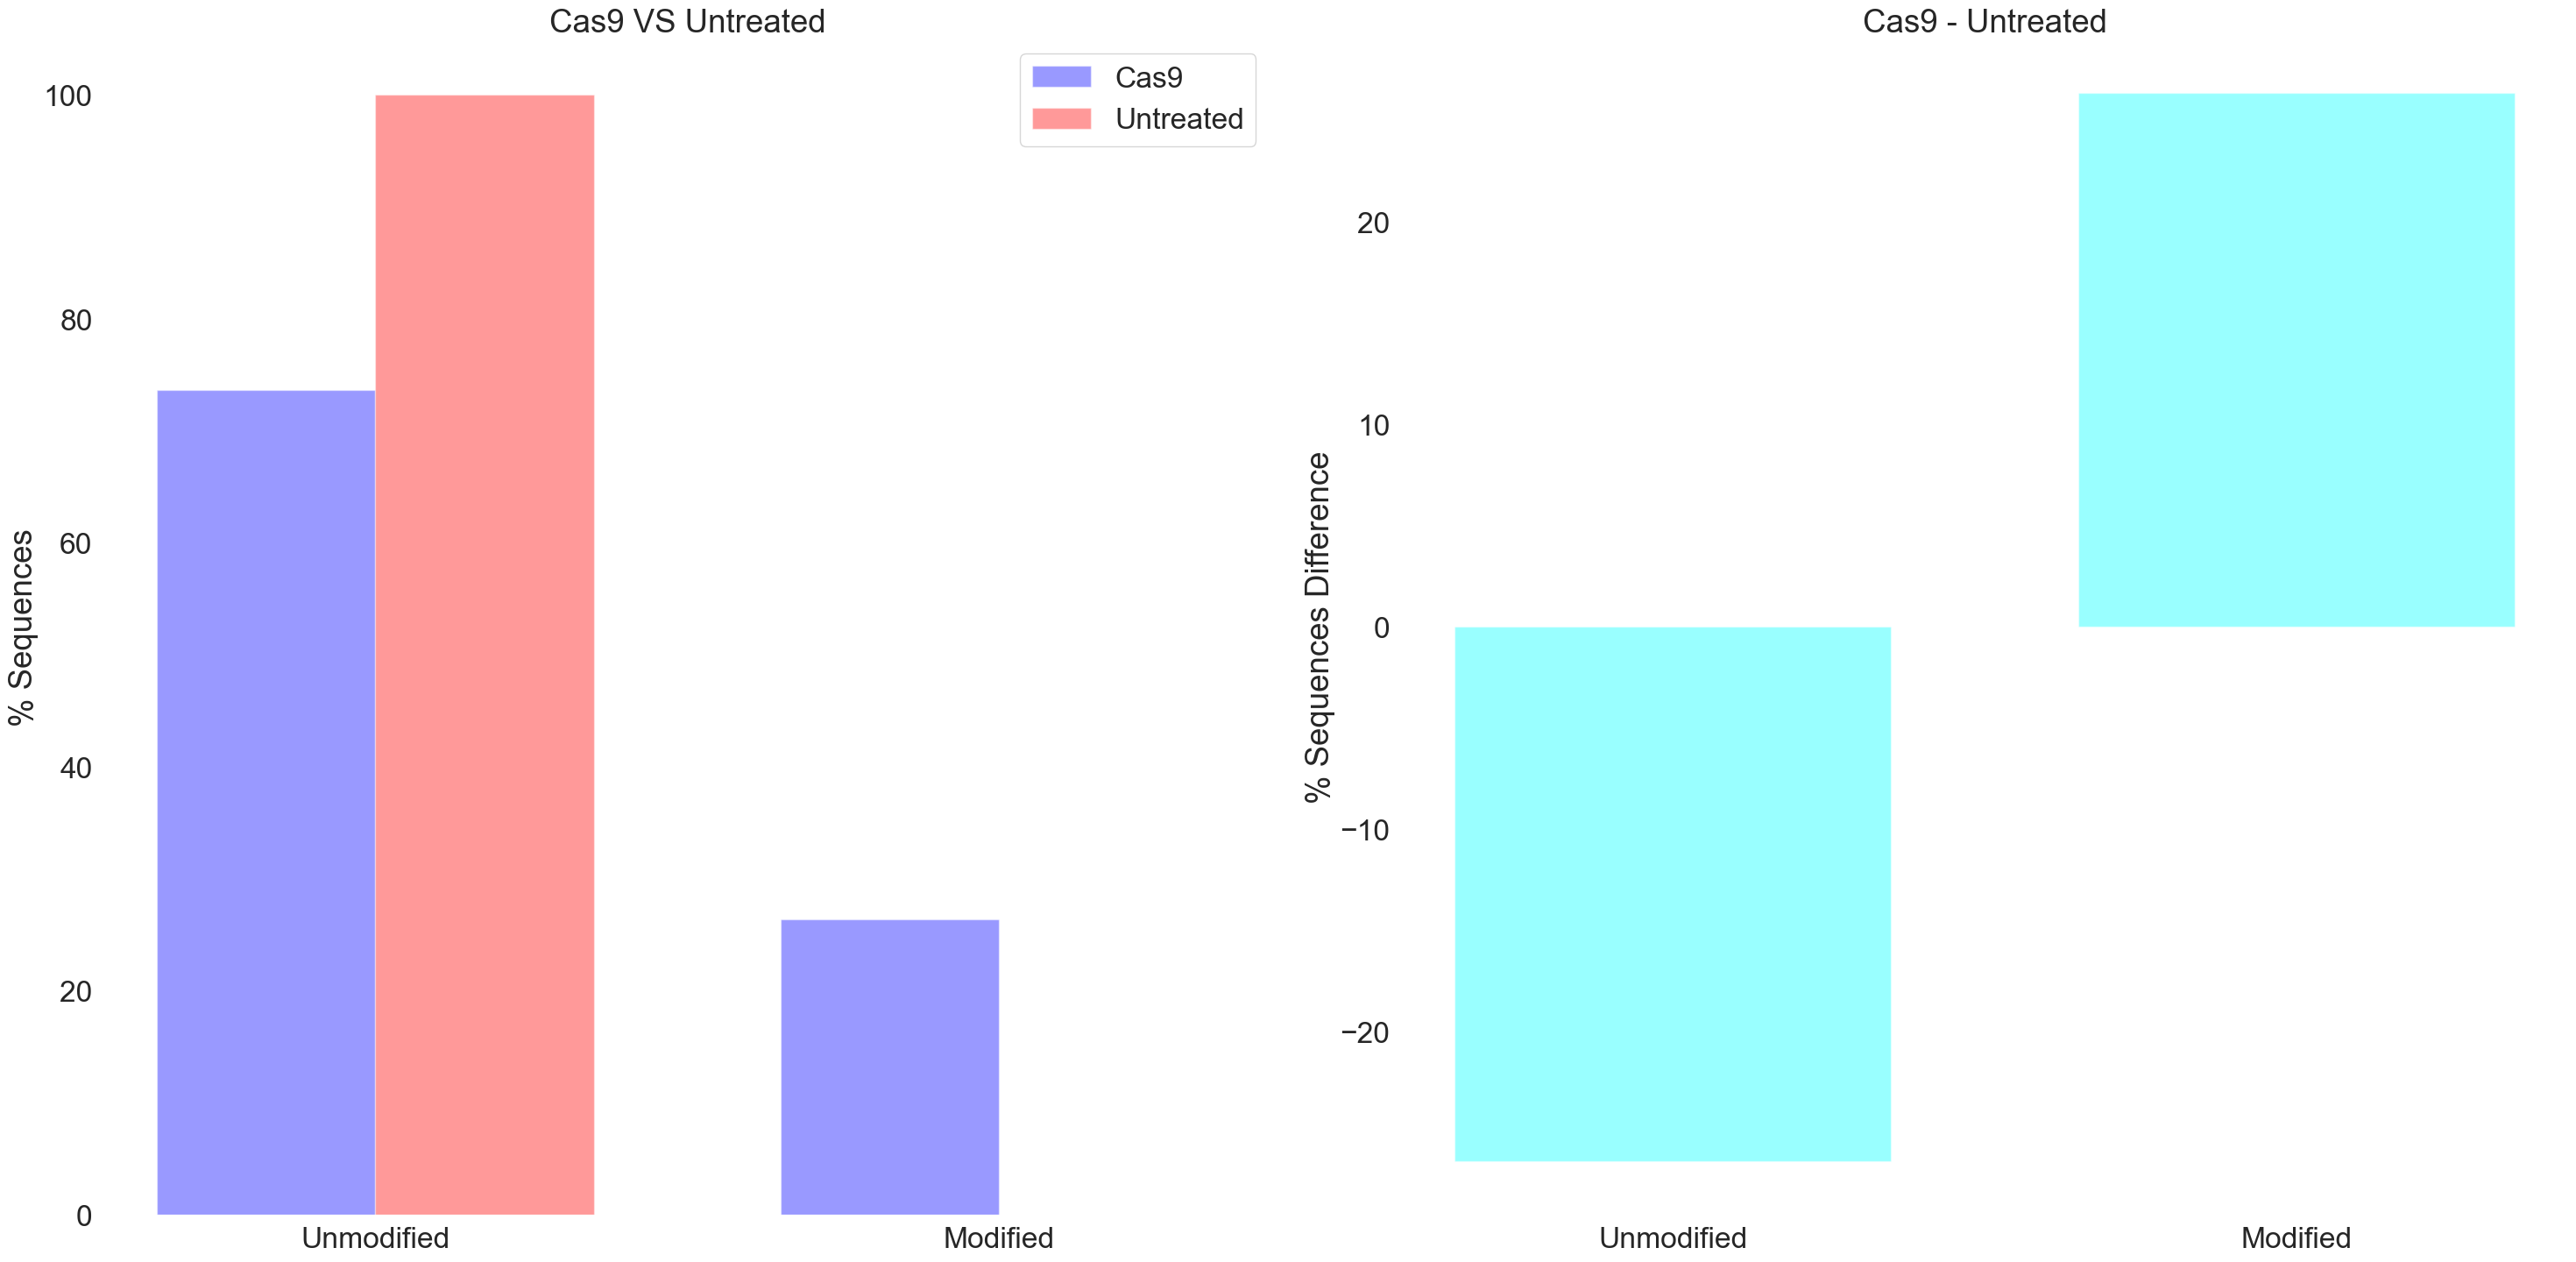 Cas9 VS Untreated
Cas9
Untreated
% Sequences
100
80
60
40
20
0
Unmodified
Modified
Cas9 - Untreated
% Sequences Difference
20
10
0
−10
−20
Unmodified
Modified